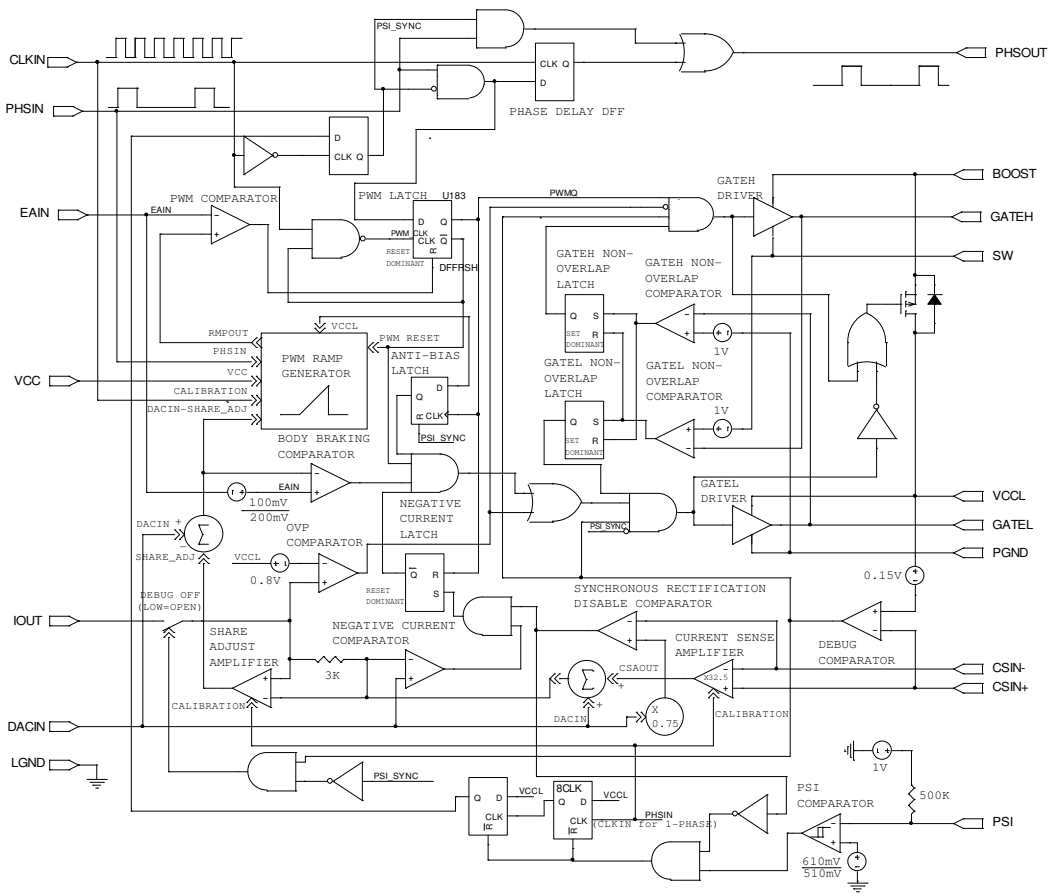 PSI_SYNC
CLKIN
CLK Q
D
PHSOUT
PHSIN
PHASE DELAY DFF
D
CLK Q
PWM COMPARATOR
PWM LATCH
U183
PWMQ
GATEH
DRIVER
BOOST
EAIN
EAIN
D Q
PWM CLK
CLK Q
R
RESET
DOMINANT
DFFRSH
GATEH
SW
GATEH NON-
OVERLAP
LATCH
GATEH NON-
OVERLAP
COMPARATOR
Q S
SET R
DOMINANT
1V
RMPOUT
VCCL
PWM RESET
PHSIN
VCC
VCC
CALIBRATION
DACIN-SHARE_ADJ
PWM RAMP
GENERATOR
ANTI-BIAS
LATCH
Q D
R CLK
PSI_SYNC
GATEL NON-
OVERLAP
LATCH
GATEL NON-
OVERLAP
COMPARATOR
1V
Q S
SET R
DOMINANT
BODY BRAKING
COMPARATOR
EAIN
100mV
200mV
NEGATIVE
CURRENT
LATCH
GATEL
DRIVER
VCCL
GATEL
PGND
PSI_SYNC
DACIN
SHARE_ADJ
OVP
COMPARATOR
VCCL
0.8V
Q R
S
RESET
DOMINANT
0.15V
SYNCHRONOUS RECTIFICATION
DISABLE COMPARATOR
DEBUG OFF
(LOW=OPEN)
IOUT
SHARE
ADJUST
AMPLIFIER
NEGATIVE CURRENT
COMPARATOR
3K
CURRENT SENSE
AMPLIFIER
CSAOUT
X32.5
DEBUG
COMPARATOR
CSIN-
CSIN+
CALIBRATION
DACIN
DACIN
X
0.75
CALIBRATION
LGND
PSI_SYNC
1V
500K
Q D
CLK
R
VCCL
8CLK
Q D
CLK
R
VCCL
PHSIN
(CLKIN for 1-PHASE)
PSI
COMPARATOR
PSI
610mV
510mV